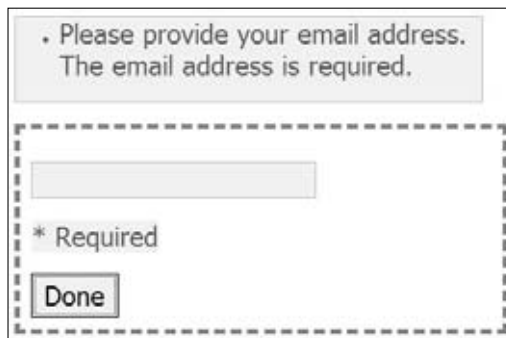 • Please provide your email address.
The email address is required.
* Required
Done